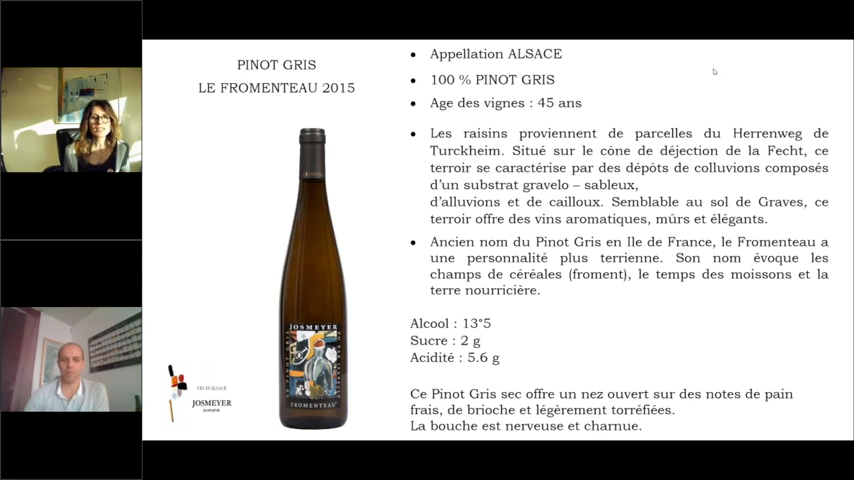 PINOT GRIS
LE FROMENTEAU 2015
• Appellation ALSACE
• 100 % PINOT GRIS
• Age des vignes : 45 ans
• Les raisins proviennent de parcelles du Herrenweg de
Turckheim. Situé sur le cône de déjection de la Fecht, ce
terroir se caractérise par des dépôts de colluvions composés
d’un substrat gravelo – sableux,
d’alluvions et de cailloux. Semblable au sol de Graves, ce
terroir offre des vins aromatiques, mûrs et élégants.
• Ancien nom du Pinot Gris en Ile de France, le Fromenteau a
une personnalité plus terrienne. Son nom évoque les
champs de céréales (froment), le temps des moissons et la
terre nourricière.
Alcool : 13°5
Sucre : 2 g
Acidité : 5.6 g
Ce Pinot Gris sec offre un nez ouvert sur des notes de pain
frais, de brioche et légèrement torréfiées.
La bouche est nerveuse et charnue.
JOSMEYER
FROMENTEAU
VIN D'ALSACE
JOSMEYER
DOMAINE